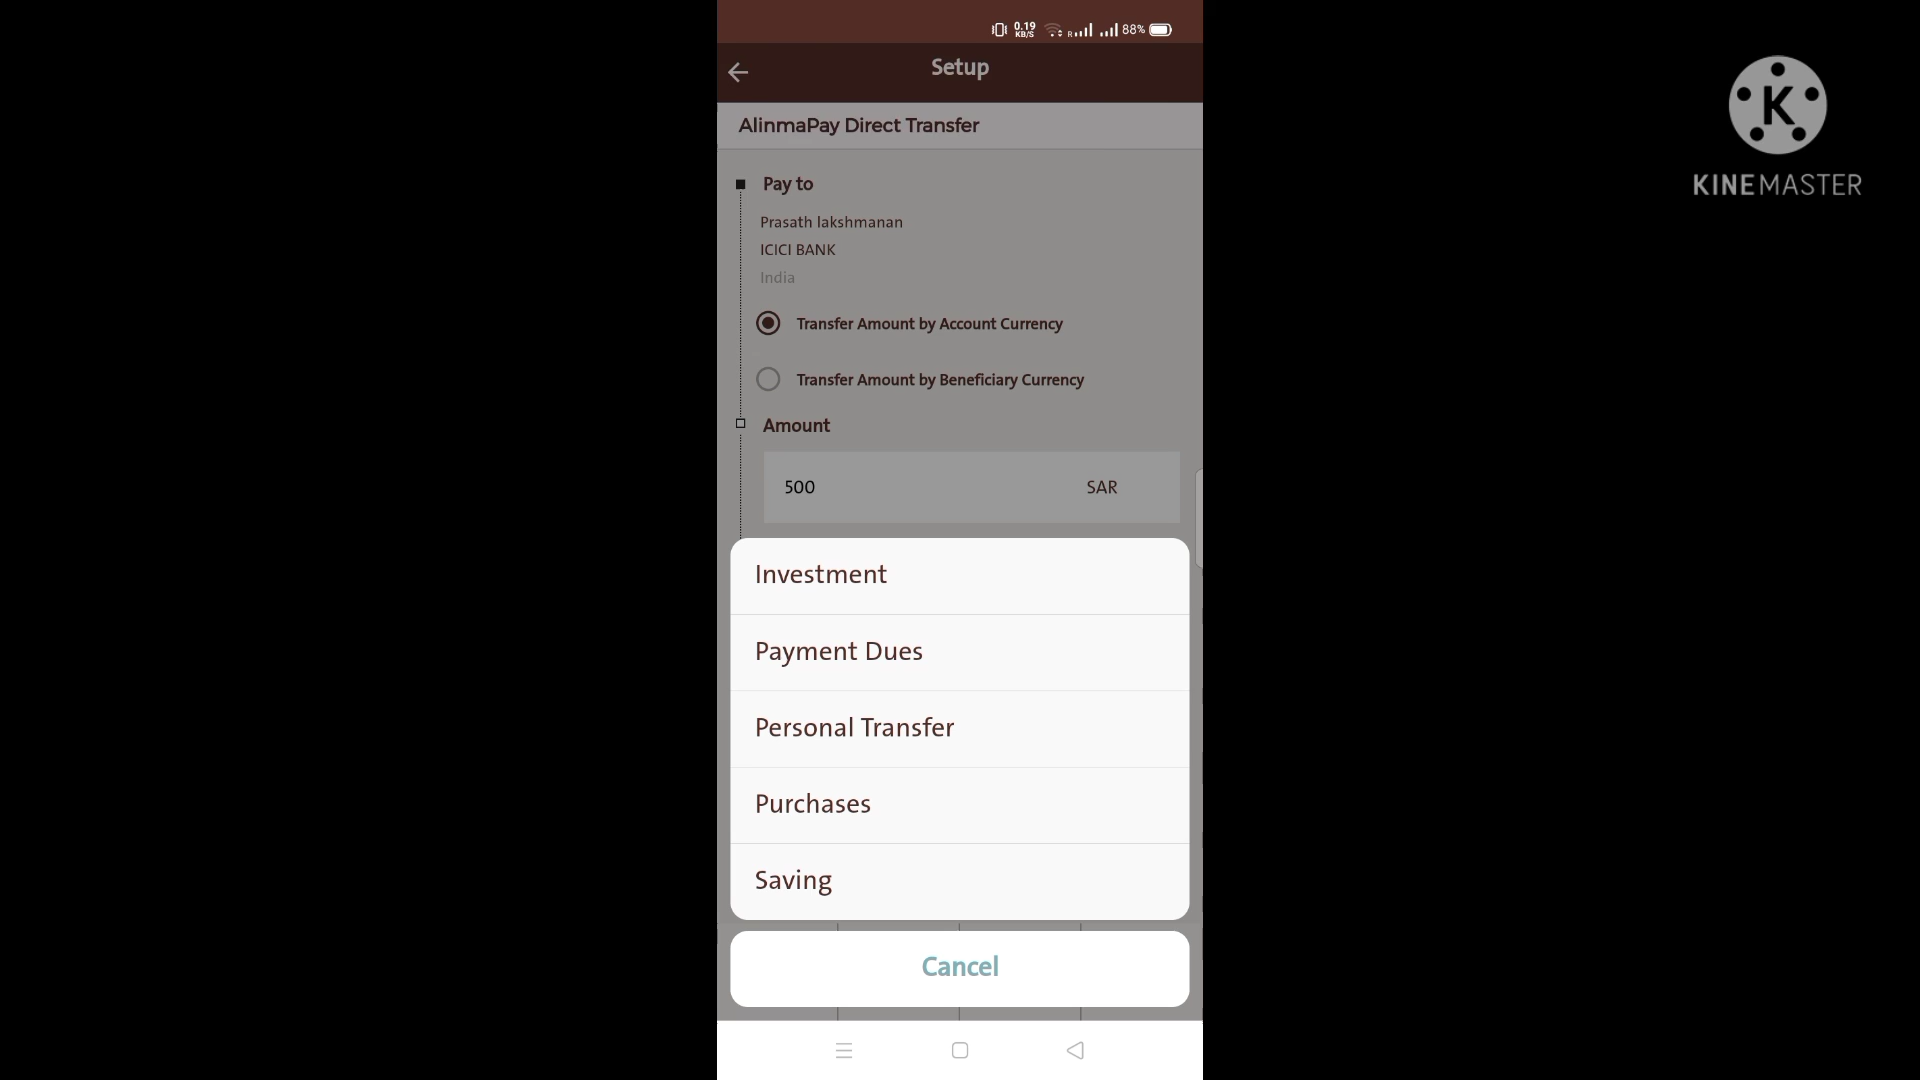 0.19
KB/S
R
88%
Setup
AlinmaPay Direct Transfer
Pay to
Prasath lakshmanan
ICICI BANK
India
Transfer Amount by Account Currency
Transfer Amount by Beneficiary Currency
Amount
500 SAR
Investment
Payment Dues
Personal Transfer
Purchases
Saving
Cancel
K
KINEMASTER